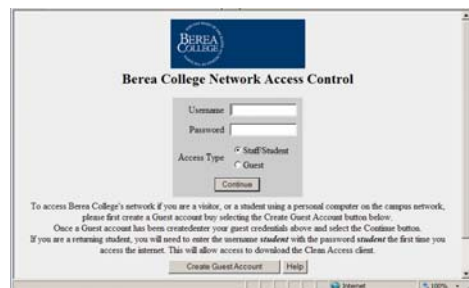 BEREA
COLLEGE
Berea College Network Access Control
Username
Password
Access Type
Staff/Student
Guest
Continue
To access Berea College's network if you are a visitor, or a student using a personal computer on the campus network,
please first create a Guest account buy selecting the Create Guest Account button below.
Once a Guest account has been createdenter your guest credentials above and select the Continue button.
If you are a returning student, you will need to enter the username student with the password student the first time you
access the internet. This will allow access to download the Clean Access client.
Create Guest Account Help
Internet 100%